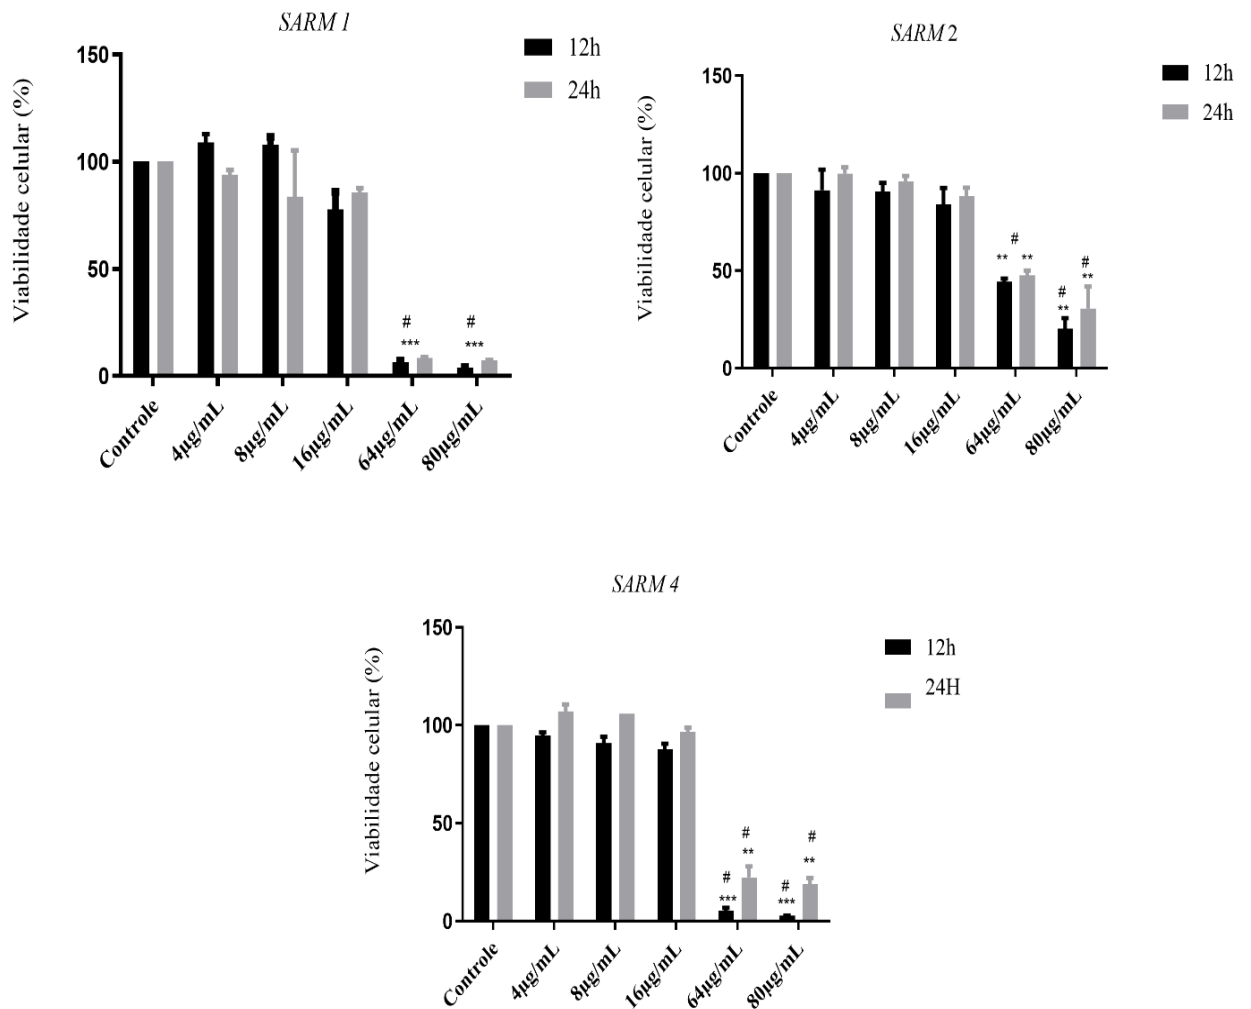 SARM 1
12h
24h
Viabilidade celular (%)
150
100
50
0
#
***
#
***
Controle
4µg/mL
8µg/mL
16µg/mL
64µg/mL
80µg/mL
SARM 2
12h
24h
Viabilidade celular (%)
150
100
50
0
#
** **
#
**
#
**
Controle
4µg/mL
8µg/mL
16µg/mL
64µg/mL
80µg/mL
SARM 4
12h
24H
Viabilidade celular (%)
150
100
50
0
#
***
#
**
#
***
#
**
Controle
4µg/mL
8µg/mL
16µg/mL
64µg/mL
80µg/mL